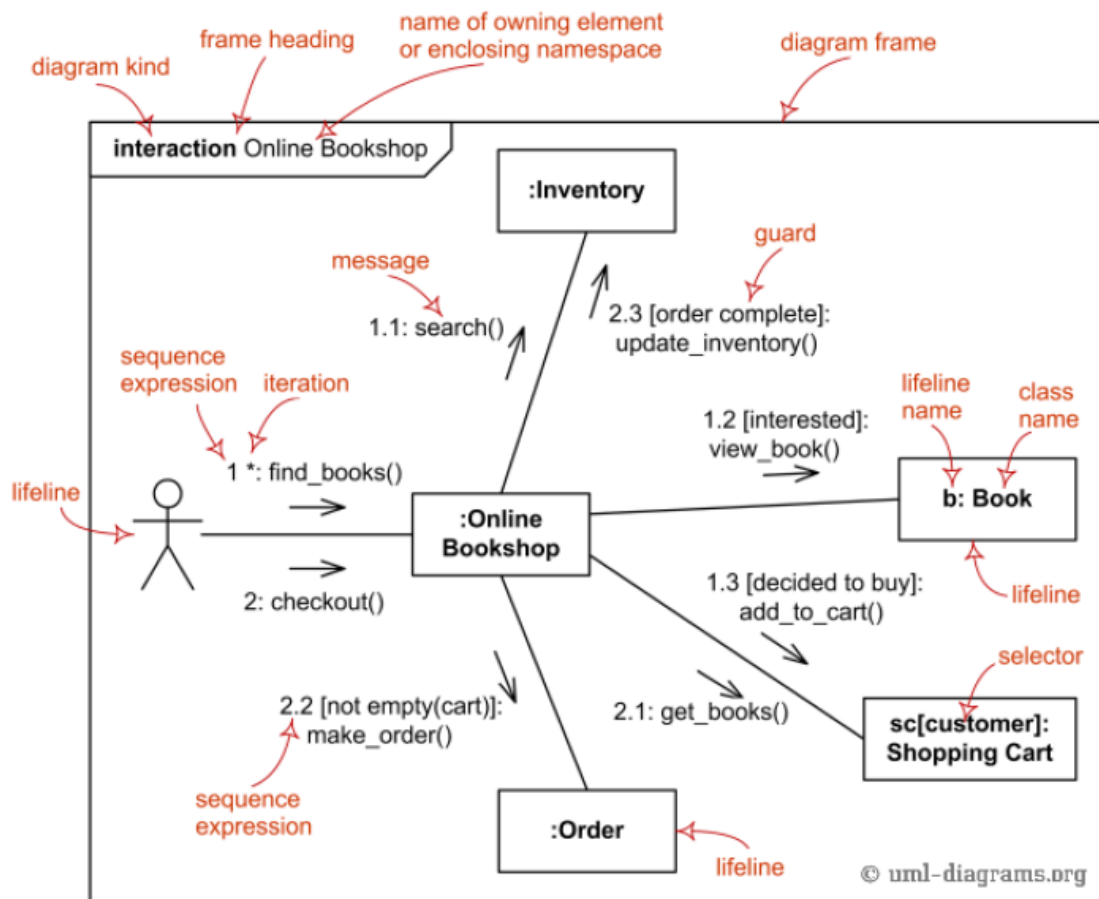 name of owning element
or enclosing namespace
frame heading
diagram kind
diagram frame
interaction Online Bookshop
:Inventory
guard
message
1.1: search()
2.3 [order complete]:
update_inventory()
sequence
expression
iteration
lifeline
name
class
name
1.2 [interested]:
view_book()
1 *: find_books()
lifeline
b: Book
:Online
Bookshop
2: checkout()
1.3 [decided to buy]:
add_to_cart()
lifeline
selector
2.2 [not empty(cart)]:
make_order()
2.1: get_books()
sc[customer]:
Shopping Cart
sequence
expression
:Order
lifeline
© uml-diagrams.org